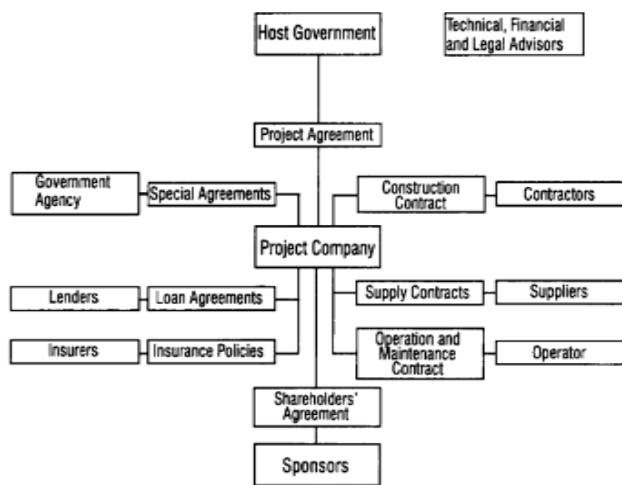 Host Government
Technical, Financial
and Legal Advisors
Project Agreement
Government
Agency
Special Agreements
Construction
Contract
Contractors
Project Company
Lenders
Loan Agreements
Supply Contracts
Suppliers
Insurers
Insurance Policies
Operation and
Maintenance
Contract
Operator
Shareholders'
Agreement
Sponsors